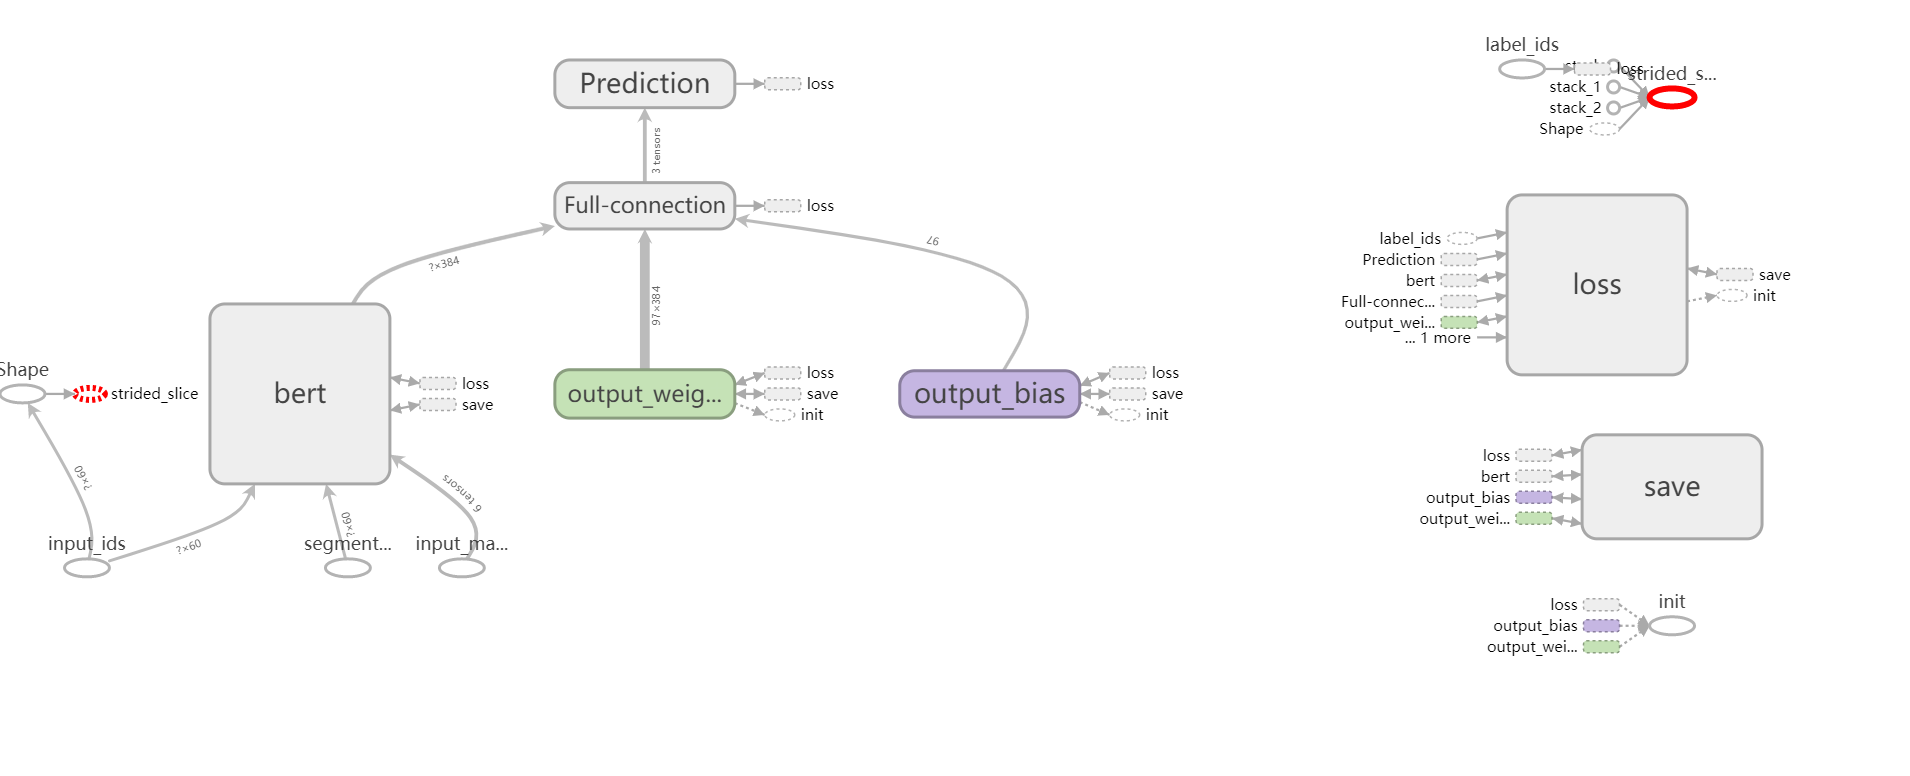 Prediction
loss
3 tensors
Full-connection
loss
?×384
97×384
97
bert
loss
save
Shape
strided_slice
output_weig...
loss
save
init
output_bias
loss
save
init
?×60
?×60
?×60
6 tensors
input_ids
segment...
input_ma...
label_ids
loss
strided_s...
stack_1
stack_2
Shape
label_ids
Prediction
bert
Full-connec...
output_wei...
... 1 more
loss
save
init
loss
bert
output_bias
output_wei...
save
loss
output_bias
output_wei...
init